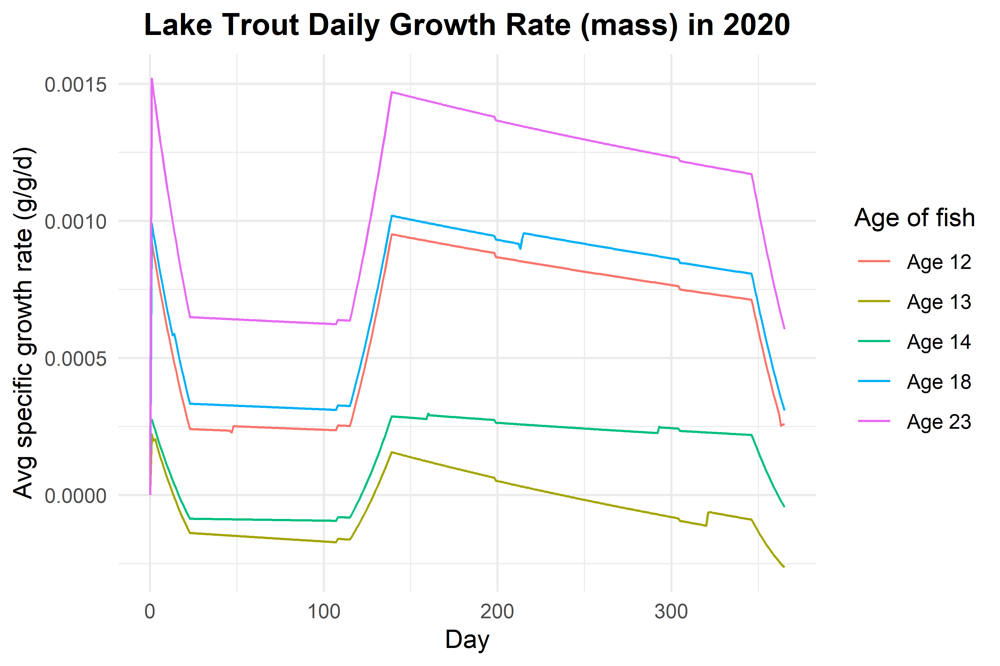 Lake Trout Daily Growth Rate (mass) in 2020
Avg specific growth rate (g/g/d)
0.0015
0.0010
0.0005
0.0000
0
100
200
300
Day
Age of fish
Age 12
Age 13
Age 14
Age 18
Age 23